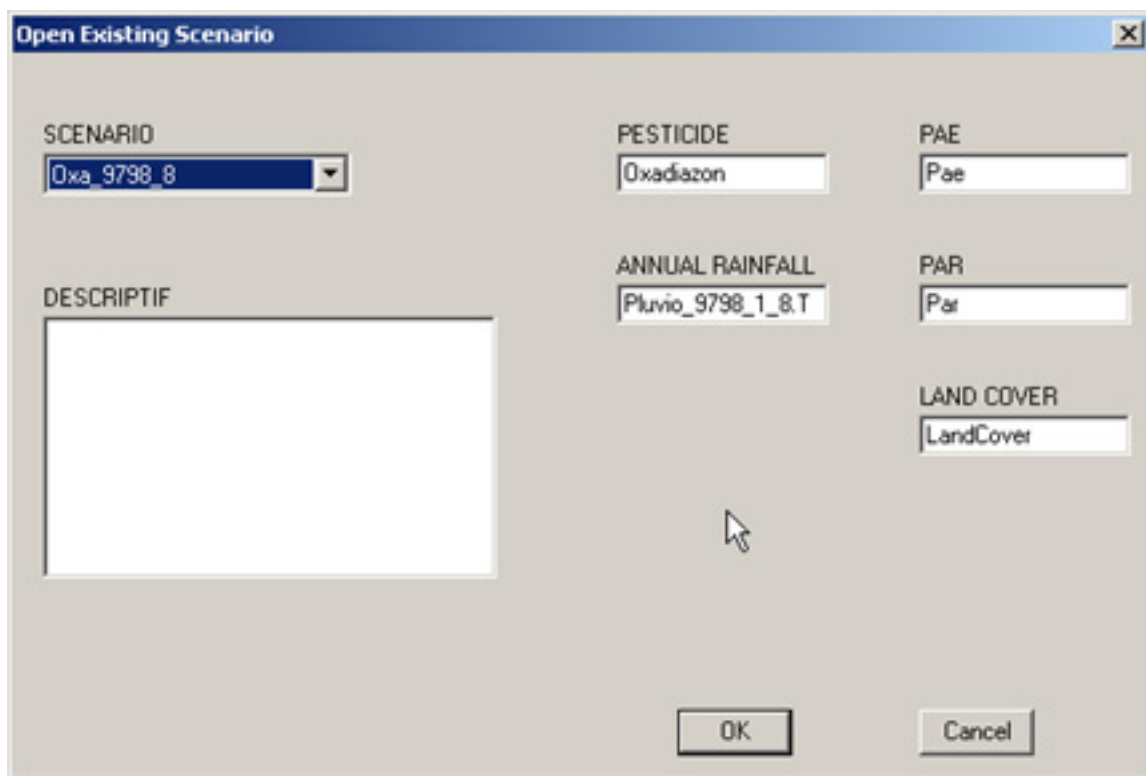 Open Existing Scenario
SCENARIO
Oxa_9798_8
PESTICIDE
Oxadiazon
PAE
Pae
DESCRIPTIF
ANNUAL RAINFALL
Pluvio_9798_1_8.T
PAR
Par
LAND COVER
LandCover
OK
Cancel